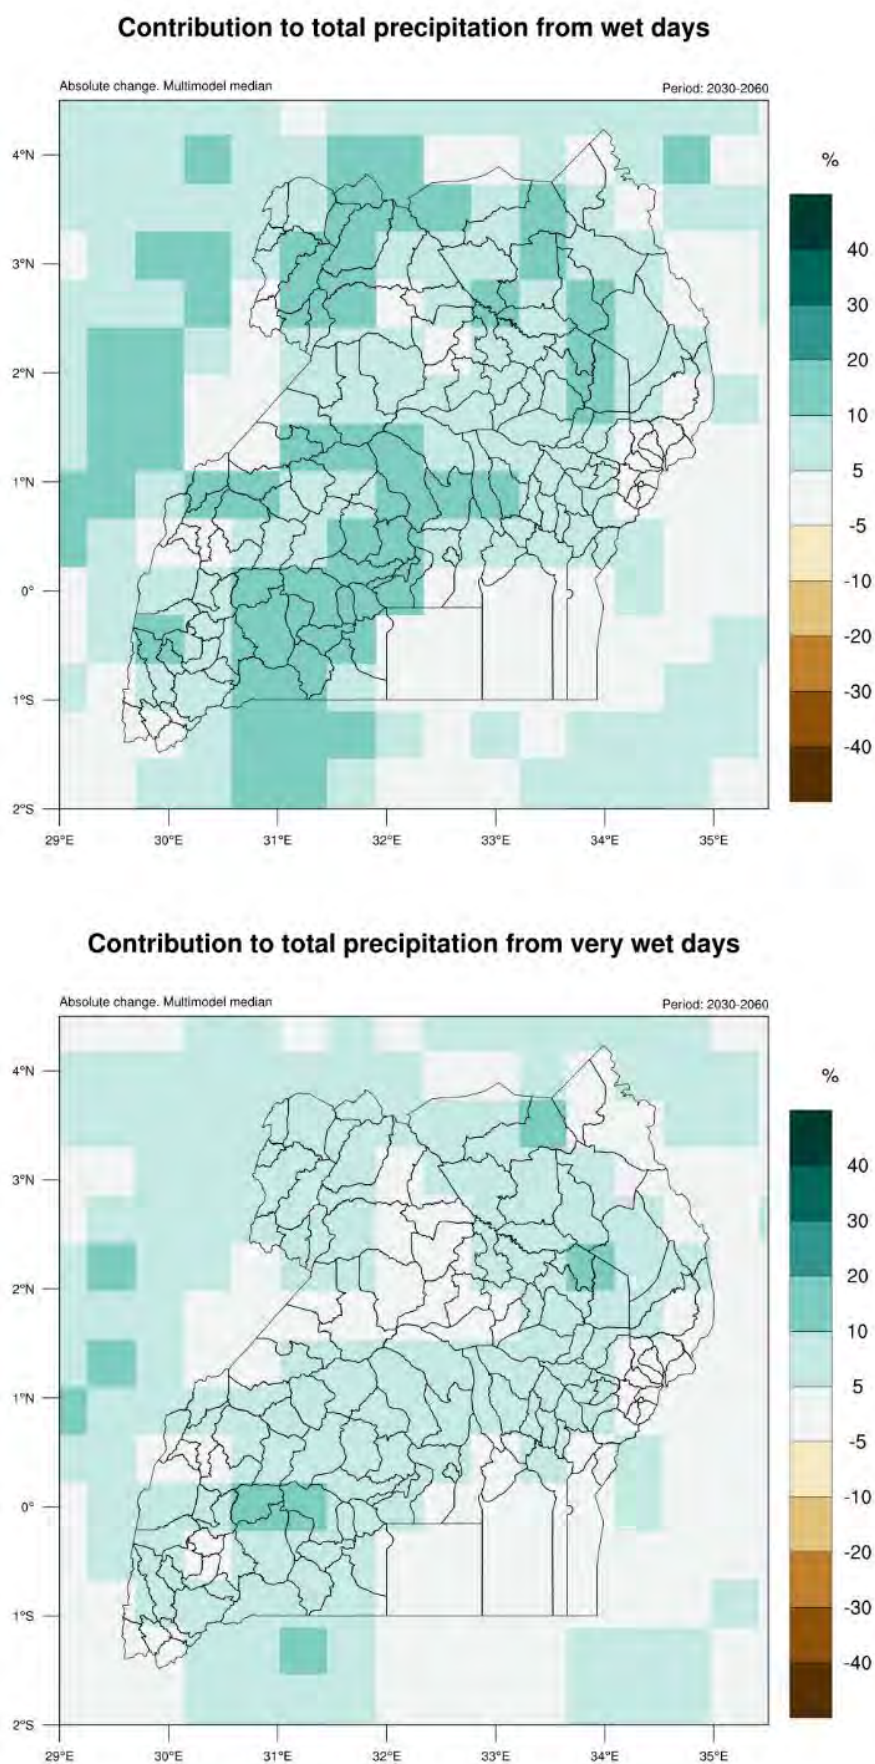 Contribution to total precipitation from wet days
Absolute change. Multimodel median Period: 2030-2060
%
4°N
3°N
2°N
1°N
0°
1°S
2°S
29°E 30°E 31°E 32°E 33°E 34°E 35°E
40
30
20
10
5
-5
-10
-20
-30
-40
Contribution to total precipitation from very wet days
Absolute change. Multimodel median Period: 2030-2060
%
4°N
3°N
2°N
1°N
0°
1°S
2°S
29°E 30°E 31°E 32°E 33°E 34°E 35°E
40
30
20
10
5
-5
-10
-20
-30
-40